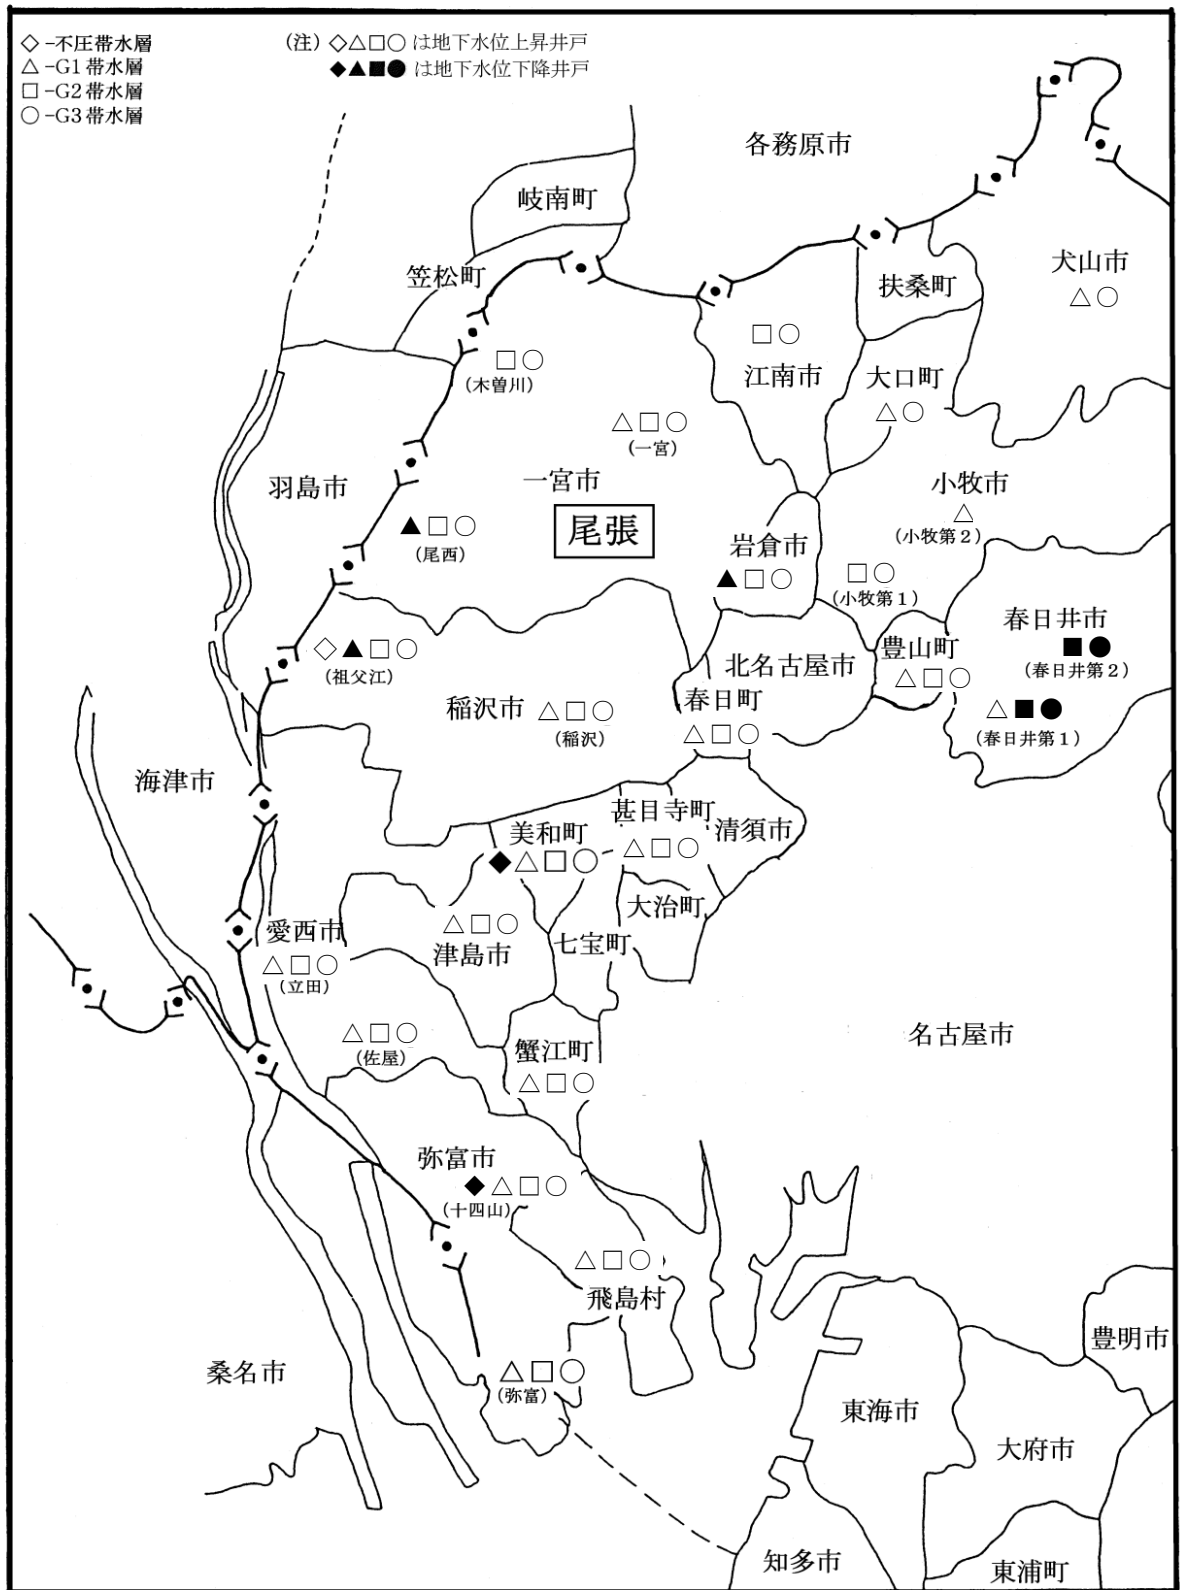 ◇-不圧帯水層
△-G1帯水層
□-G2帯水層
○-G3帯水層
(注) ◇△□○は地下水位上昇井戸
◆▲■●は地下水位下降井戸
各務原市
岐南町
笠松町
犬山市
△○
扶桑町
□○
江南市
大口町
△○
□○
(木曽川)
△□○
(一宮)
羽島市
一宮市
尾張
▲□○
(尾西)
小牧市
△
(小牧第2)
岩倉市
▲□○
□○
(小牧第1)
春日井市
■●
(春日井第2)
△■●
(春日井第1)
豊山町
△□○
北名古屋市
◇▲□○
(祖父江)
稲沢市 △□○
(稲沢)
春日町
△□○
海津市
甚目寺町
△□○
清須市
美和町
◆△□○
大治町
愛西市
△□○
(立田)
△□○
津島市
七宝町
△□○
(佐屋)
蟹江町
△□○
名古屋市
弥富市
◆△□○
(十四山)
△□○
飛島村
△□○
(弥富)
桑名市
豊明市
東海市
大府市
知多市
東浦町